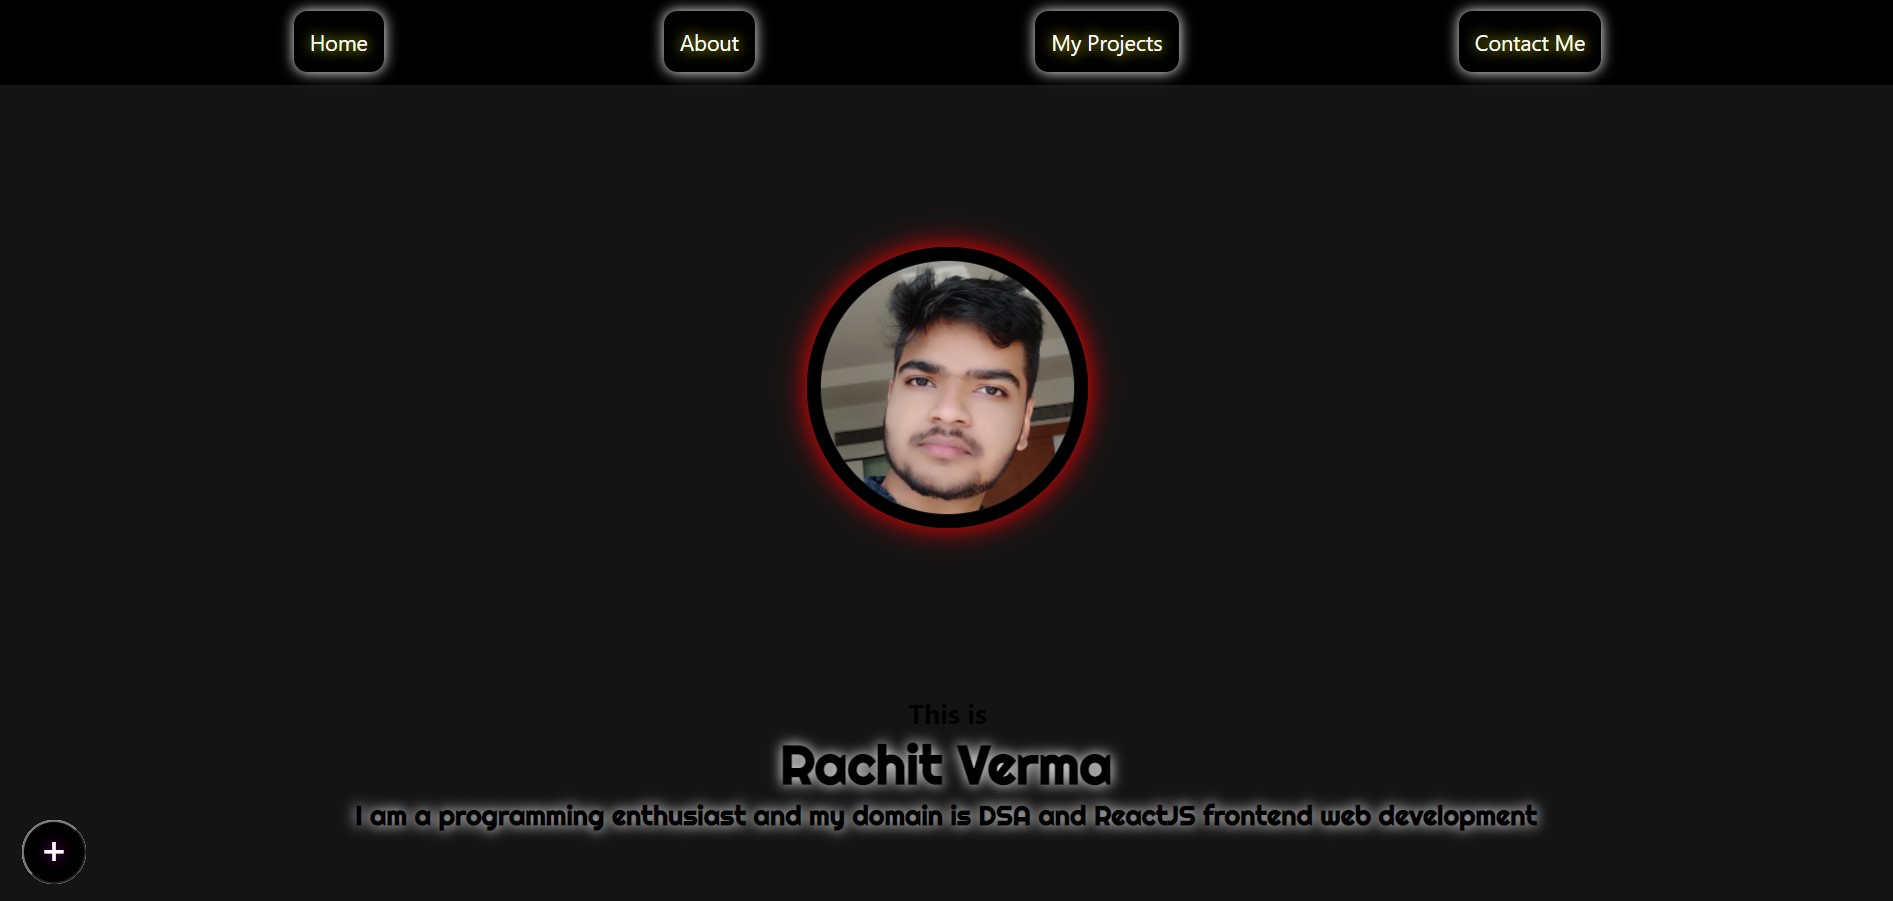 Home
About
My Projects
Contact Me
This is
Rachit Verma
I am a programming enthusiast and my domain is DSA and ReactJS frontend web development
+